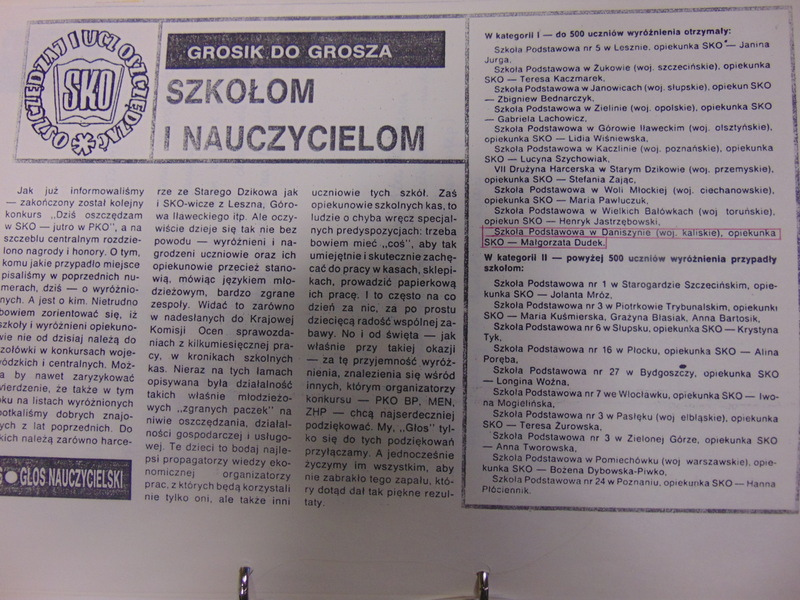 OSZCZĘDZAJ I UCZ OSZCZĘDZAĆ
SKO
GROSIK DO GROSZA
SZKOŁOM
I NAUCZYCIELOM
Jak już informowaliśmy
— zakończony został kolejny
konkurs „Dziś oszczędzam
w SKO — jutro w PKO”, a na
szczeblu centralnym rozdzie-
lono nagrody i honory. O tym,
komu jakie przypadło miejsce
pisaliśmy w poprzednich nu-
merach, dziś — o wyróżnio-
nych. A jest o kim. Nietrudno
bowiem zorientować się, iż
szkoły i wyróżnieni opiekuno-
wie nie od dzisiaj należą do
czołówki w konkursach woje-
wódzkich i centralnych. Moż-
a by nawet zaryzykować
wierdzenie, że także w tym
oku na listach wyróżnionych
potkaliśmy dobrych znajo-
ych z lat poprzednich. Do
kich należą zarówno harce-
GŁOS NAUCZYCIELSKI
rze ze Starego Dzikowa jak
i SKO-wicze z Leszna, Góro-
wa Iławeckiego itp. Ale oczy-
wiście dzieje się tak nie bez
powodu — wyróżnieni i na-
grodzeni uczniowie oraz ich
opiekunowie przecież stano-
wią, mówiąc językiem mło-
dzieżowym, bardzo zgrane
zespoły. Widać to zarówno
w nadesłanych do Krajowej
Komisji Ocen sprawozda-
niach z kilkumiesięcznej pra-
cy, w kronikach szkolnych
kas. Nieraz na tych łamach
opisywana była działalność
takich właśnie młodzieżo-
wych „zgranych paczek” na
niwie oszczędzania, działal-
ności gospodarczej i usługo-
wej. Te dzieci to bodaj najle-
psi propagatorzy wiedzy eko-
nomicznej organizatorzy
prac, z których będą korzystali
nie tylko oni, ale także inni
uczniowie tych szkół. Zaś
opiekunowie szkolnych kas, to
ludzie o chyba wręcz specjal-
nych predyspozycjach: trzeba
bowiem mieć „coś”, aby tak
umiejętnie i skutecznie zachę-
cać do pracy w kasach, sklepi-
kach, prowadzić papierkową
ich pracę. I to często na co
dzień za nic, za po prostu
dziecięcą radość wspólnej za-
bawy. No i od święta — jak
właśnie przy takiej okazji
— za tę przyjemność wyróż-
nienia, znalezienia się wśród
innych, którym organizatorzy
konkursu — PKO BP, MEN,
ZHP — chcą najserdeczniej
podziękować. My, „Głos” tyl-
ko się do tych podziękowań
przyłączamy. A jednocześnie
życzymy im wszystkim, aby
nie zabrakło tego zapału, któ-
ry dotąd dał tak piękne rezul-
taty.
W kategorii I — do 500 uczniów wyróżnienia otrzymały:
Szkoła Podstawowa nr 5 w Lesznie, opiekunka SKO — Janina
Jurga,
Szkoła Podstawowa w Żukowie (woj. szczecińskie), opiekunka
SKO — Teresa Kaczmarek,
Szkoła Podstawowa w Janowicach (woj. słupskie), opiekun SKO
— Zbigniew Bednarczyk,
Szkoła Podstawowa w Zielinie (woj. opolskie), opiekunka SKO
— Gabriela Lachowicz,
Szkoła Podstawowa w Górowie Iławeckim (woj. olsztyńskie),
opiekunka SKO — Lidia Wiśniewska,
Szkoła Podstawowa w Kaczlinie (woj. poznańskie), opiekunka
SKO — Lucyna Szychowiak,
VII Drużyna Harcerska w Starym Dzikowie (woj. przemyskie),
opiekunka SKO — Stefania Zając,
Szkoła Podstawowa w Woli Młockiej (woj. ciechanowskie),
opiekunka SKO — Maria Pawluczuk,
Szkoła Podstawowa w Wielkich Bałówkach (woj toruńskie),
opiekun SKO — Henryk Jastrzębowski,
Szkoła Podstawowa w Daniszynie (woj. kaliskie), opiekunka
SKO — Małgorzata Dudek.
W kategorii II — powyżej 500 uczniów wyróżnienia przypadły
szkołom:
Szkoła Podstawowa nr 1 w Starogardzie Szczecińskim, opie-
kunka SKO — Jolanta Mróz,
Szkoła Podstawowa nr 3 w Piotrkowie Trybunalskim, opiekunki
SKO — Maria Kuśmierska, Grażyna Błasiak, Anna Bartosik,
Szkoła Podstawowa nr 6 w Słupsku, opiekunka SKO — Krystyna
Tyk,
Szkoła Podstawowa nr 16 w Płocku, opiekunka SKO — Alina
Poręba,
Szkoła Podstawowa nr 27 w Bydgoszczy, opiekunka SKO
— Longina Woźna,
Szkoła Podstawowa nr 7 we Włocławku, opiekunka SKO — Iwo-
na Mogielńska,
Szkoła Podstawowa nr 3 w Pasłęku (woj elbląskie), opiekunka
SKO — Teresa Żurowska,
Szkoła Podstawowa nr 3 w Zielonej Górze, opiekunka SKO
— Anna Tworowska,
Szkoła Podstawowa w Pomiechówku (woj warszawskie), opie-
kunka SKO — Bożena Dybowska-Piwko,
Szkoła Podstawowa nr 24 w Poznaniu, opiekunka SKO — Hanna
Płóciennik.